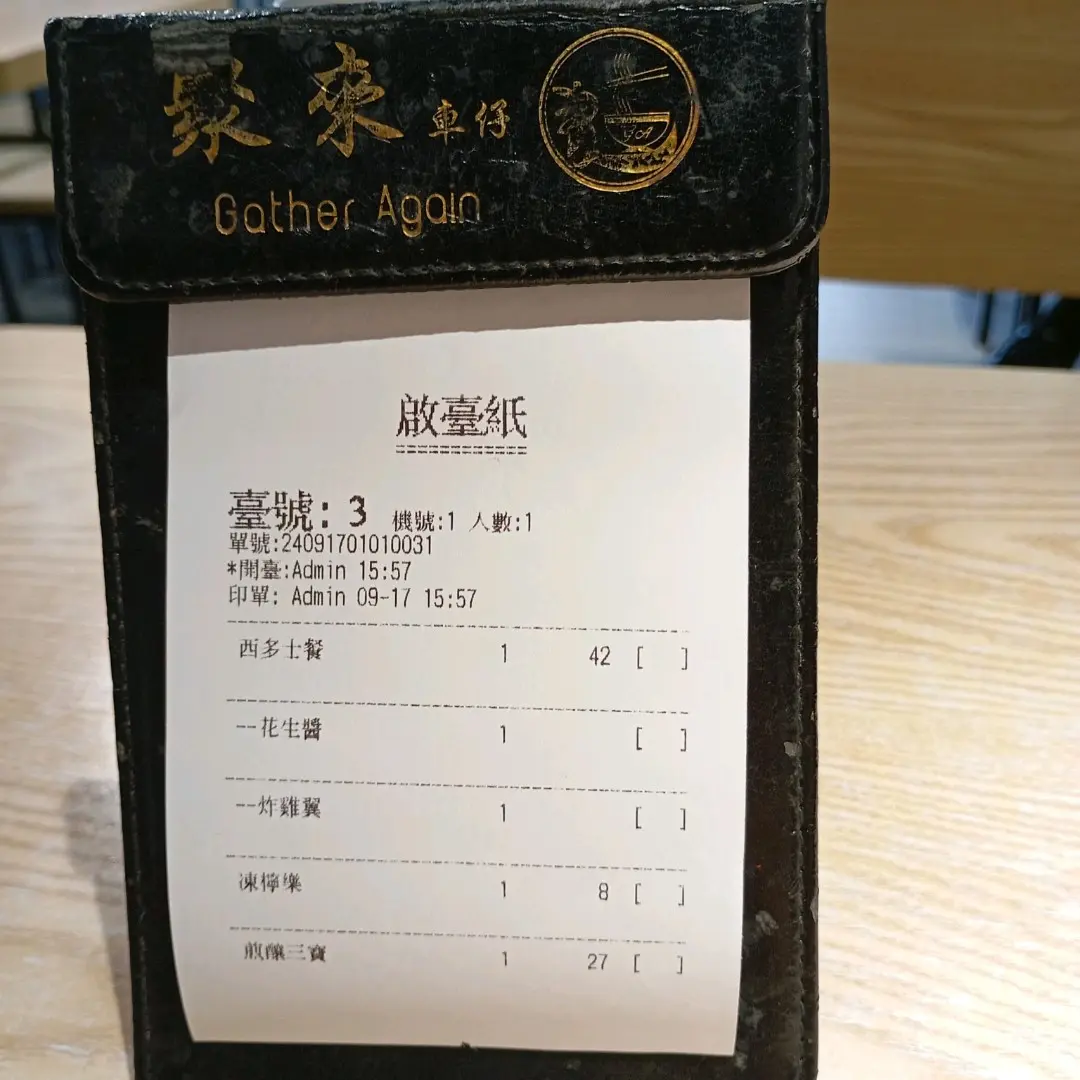 聚來車仔麵
Gather Again
啟臺紙
臺號: 3 機號:1 人數:1
單號:24091701010031
*開臺:Admin 15:57
印單: Admin 09-17 15:57
西多士餐 1 42 [ ]
--花生醬 1 [ ]
--炸雞翼 1 [ ]
凍檸樂 1 8 [ ]
煎釀三寶 1 27 [ ]